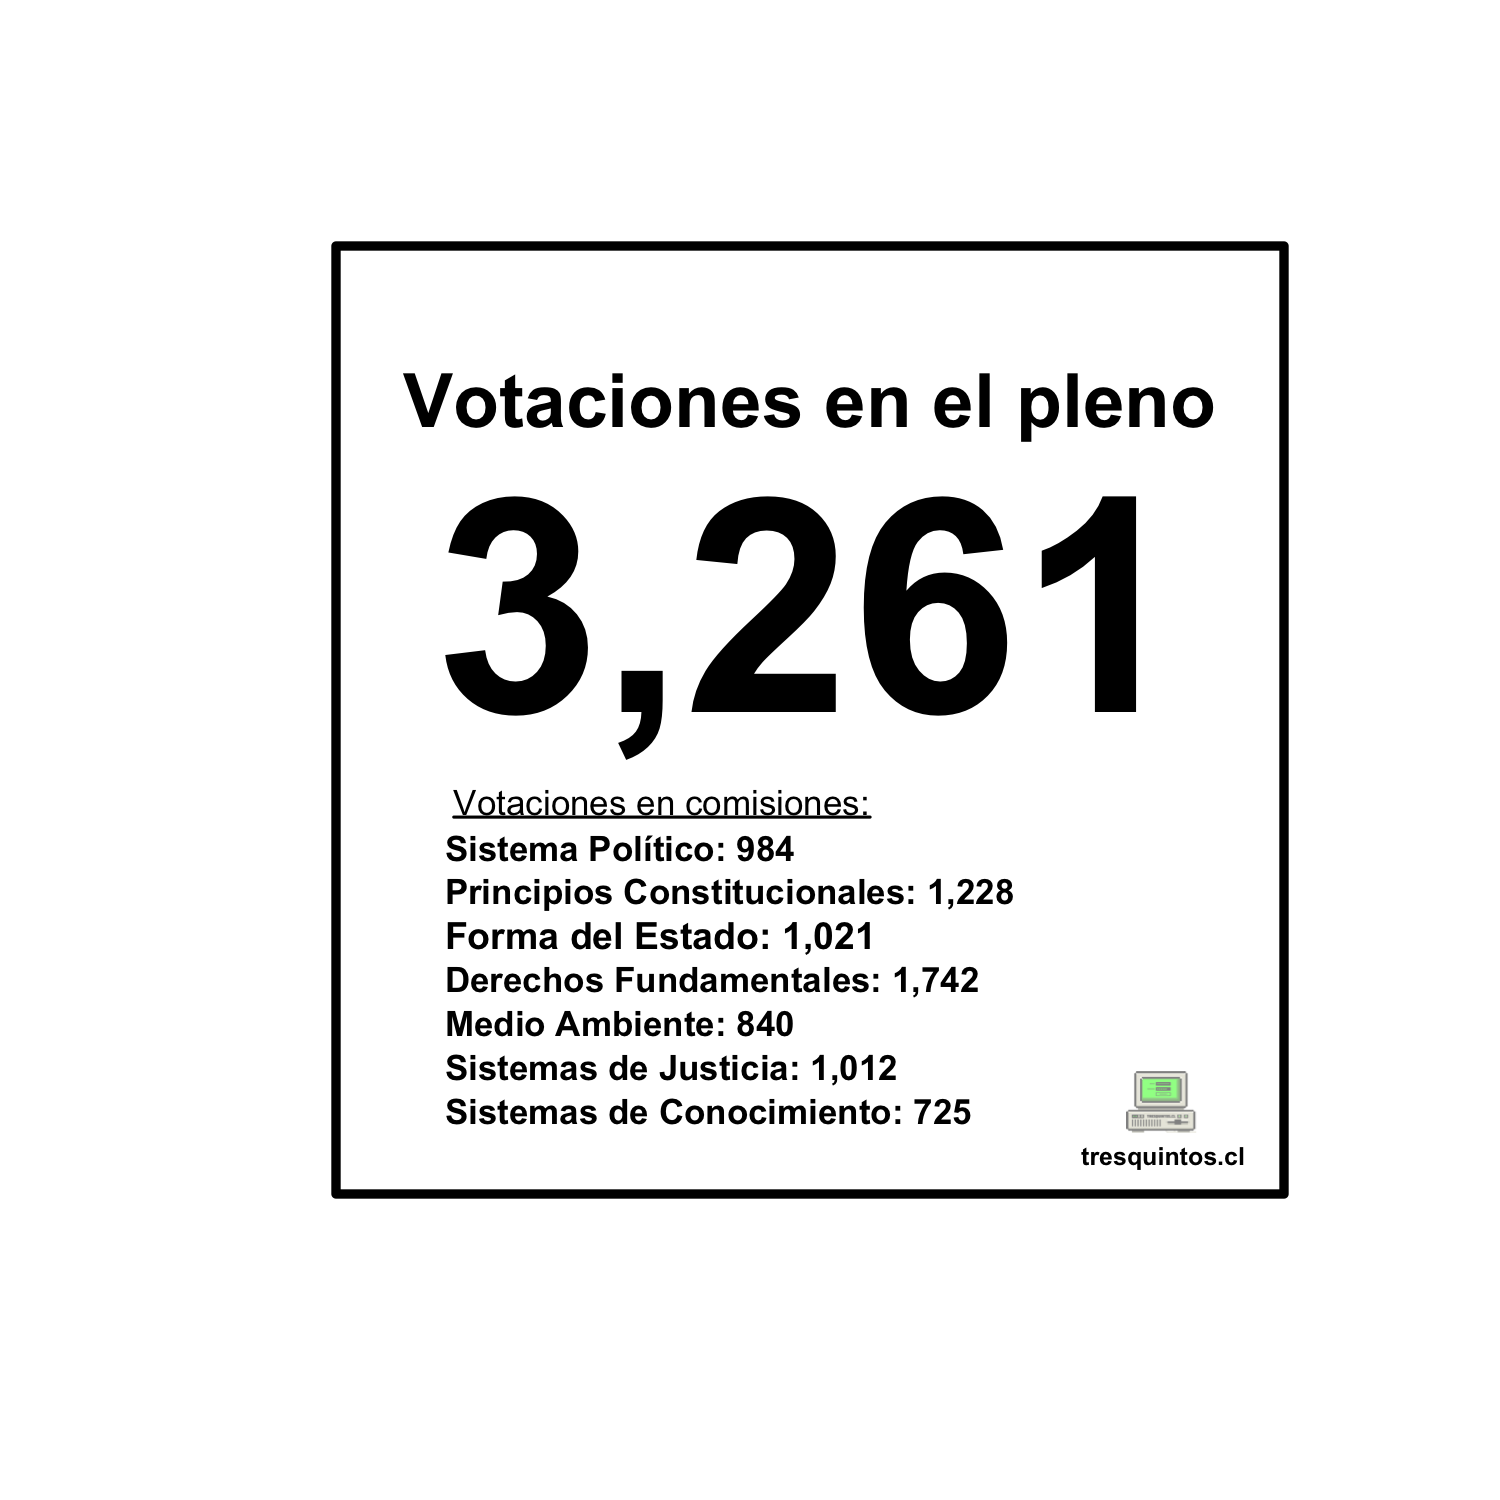 Votaciones en el pleno
3,261
Votaciones en comisiones:
Sistema Político: 984
Principios Constitucionales: 1,228
Forma del Estado: 1,021
Derechos Fundamentales: 1,742
Medio Ambiente: 840
Sistemas de Justicia: 1,012
Sistemas de Conocimiento: 725
tresquintos.cl